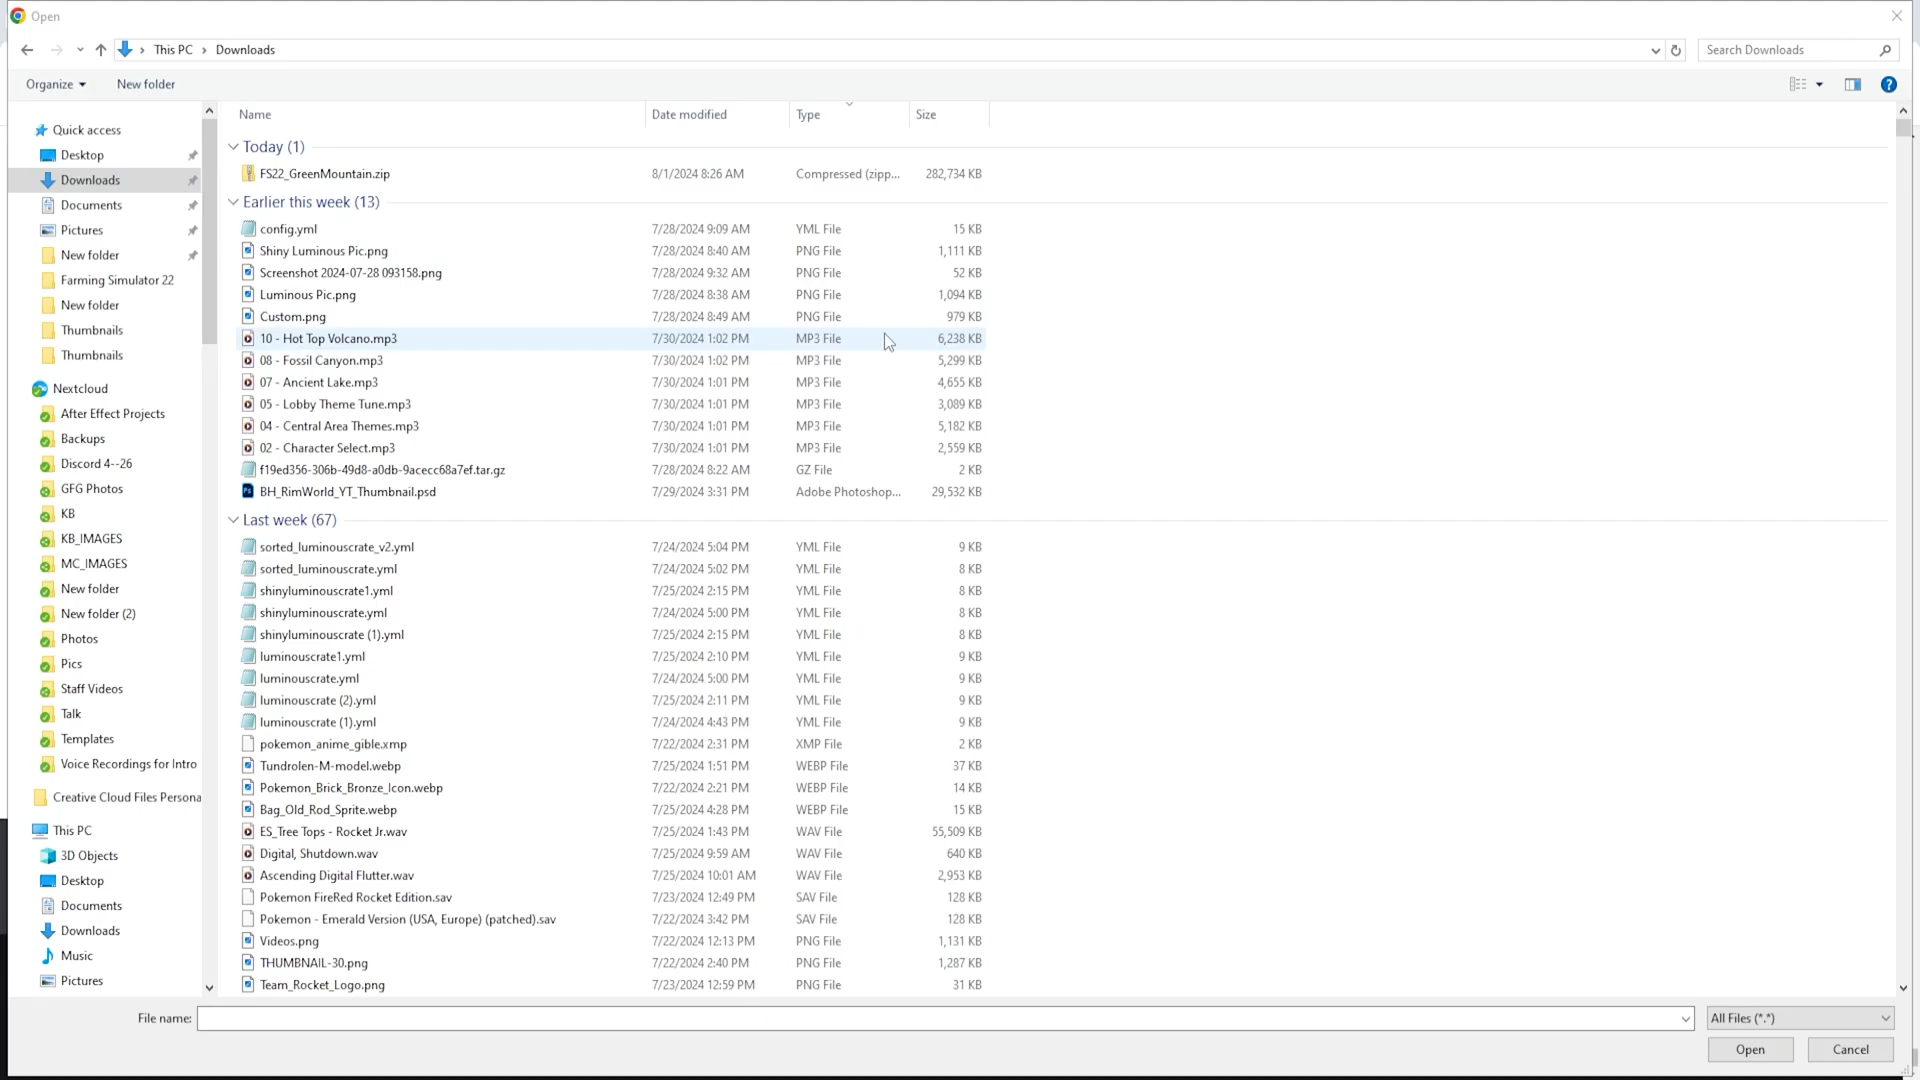 Open
This PC > Downloads
Search Downloads
Organize
New folder
Quick access
Desktop
Downloads
Documents
Pictures
New folder
Farming Simulator 22
New folder
Thumbnails
Thumbnails
Nextcloud
After Effect Projects
Backups
Discord 4--26
GFG Photos
KB
KB_IMAGES
MC_IMAGES
New folder
New folder (2)
Photos
Pics
Staff Videos
Talk
Templates
Voice Recordings for Intro
Creative Cloud Files Persona
This PC
3D Objects
Desktop
Documents
Downloads
Music
Pictures
Name Date modified Type Size
Today (1)
FS22_GreenMountain.zip 8/1/2024 8:26 AM Compressed (zipp... 282,734 KB
Earlier this week (13)
config.yml 7/28/2024 9:09 AM YML File 15 KB
Shiny Luminous Pic.png 7/28/2024 8:40 AM PNG File 1,111 KB
Screenshot 2024-07-28 093158.png 7/28/2024 9:32 AM PNG File 52 KB
Luminous Pic.png 7/28/2024 8:38 AM PNG File 1,094 KB
Custom.png 7/28/2024 8:49 AM PNG File 979 KB
10 - Hot Top Volcano.mp3 7/30/2024 1:02 PM MP3 File 6,238 KB
08 - Fossil Canyon.mp3 7/30/2024 1:02 PM MP3 File 5,299 KB
07 - Ancient Lake.mp3 7/30/2024 1:01 PM MP3 File 4,655 KB
05 - Lobby Theme Tune.mp3 7/30/2024 1:01 PM MP3 File 3,089 KB
04 - Central Area Themes.mp3 7/30/2024 1:01 PM MP3 File 5,182 KB
02 - Character Select.mp3 7/30/2024 1:01 PM MP3 File 2,559 KB
f19ed356-306b-49d8-a0db-9acecc68a7ef.tar.gz 7/28/2024 8:22 AM GZ File 2 KB
BH_RimWorld_YT_Thumbnail.psd 7/29/2024 3:31 PM Adobe Photoshop... 29,532 KB
Last week (67)
sorted_luminouscrate_v2.yml 7/24/2024 5:04 PM YML File 9 KB
sorted_luminouscrate.yml 7/24/2024 5:02 PM YML File 8 KB
shinyluminouscrate1.yml 7/25/2024 2:15 PM YML File 8 KB
shinyluminouscrate.yml 7/24/2024 5:00 PM YML File 8 KB
shinyluminouscrate (1).yml 7/25/2024 2:15 PM YML File 8 KB
luminouscrate1.yml 7/25/2024 2:10 PM YML File 9 KB
luminouscrate.yml 7/24/2024 5:00 PM YML File 9 KB
luminouscrate (2).yml 7/25/2024 2:11 PM YML File 9 KB
luminouscrate (1).yml 7/24/2024 4:43 PM YML File 9 KB
pokemon_anime_gible.xmp 7/22/2024 2:31 PM XMP File 2 KB
Tundrolen-M-model.webp 7/25/2024 1:51 PM WEBP File 37 KB
Pokemon_Brick_Bronze_Icon.webp 7/22/2024 2:21 PM WEBP File 14 KB
Bag_Old_Rod_Sprite.webp 7/25/2024 4:28 PM WEBP File 15 KB
ES_Tree Tops - Rocket Jr.wav 7/25/2024 1:43 PM WAV File 55,509 KB
Digital, Shutdown.wav 7/25/2024 9:59 AM WAV File 640 KB
Ascending Digital Flutter.wav 7/25/2024 10:01 AM WAV File 2,953 KB
Pokemon FireRed Rocket Edition.sav 7/23/2024 12:49 PM SAV File 128 KB
Pokemon - Emerald Version (USA, Europe) (patched).sav 7/22/2024 3:42 PM SAV File 128 KB
Videos.png 7/22/2024 12:13 PM PNG File 1,131 KB
THUMBNAIL-30.png 7/22/2024 2:40 PM PNG File 1,287 KB
Team_Rocket_Logo.png 7/23/2024 12:59 PM PNG File 31 KB
File name:
All Files (*.*)
Open
Cancel